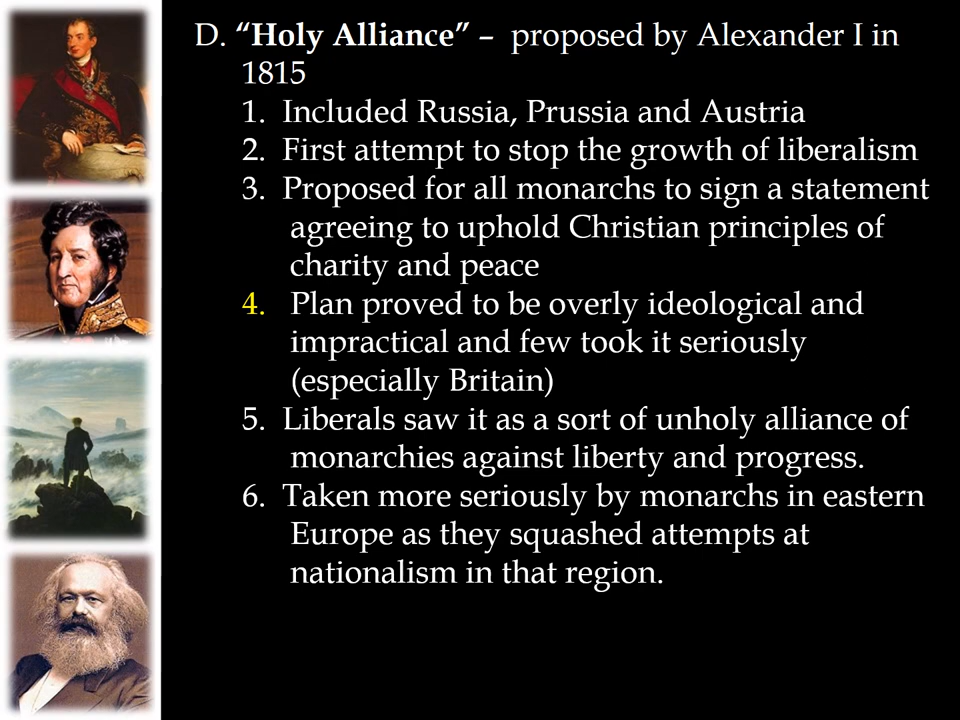 D. “Holy Alliance” – proposed by Alexander I in
1815
1. Included Russia, Prussia and Austria
2. First attempt to stop the growth of liberalism
3. Proposed for all monarchs to sign a statement
agreeing to uphold Christian principles of
charity and peace
4. Plan proved to be overly ideological and
impractical and few took it seriously
(especially Britain)
5. Liberals saw it as a sort of unholy alliance of
monarchies against liberty and progress.
6. Taken more seriously by monarchs in eastern
Europe as they squashed attempts at
nationalism in that region.